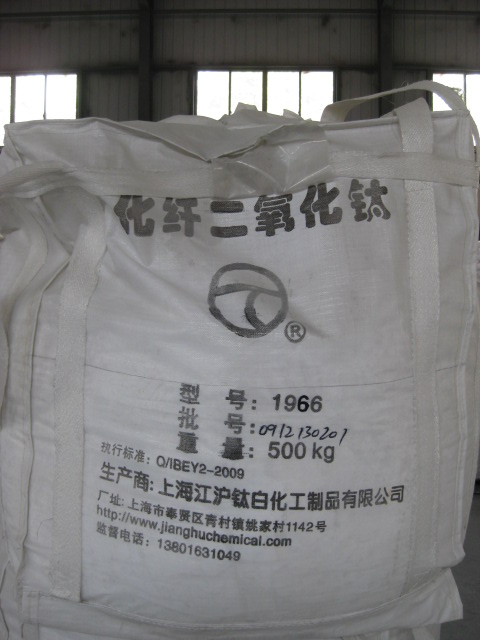 化纤二氧化钛
®
型 号: 1966
批 号: 0912130201
重 量: 500kg
执行标准: Q/IBEY2-2009
生产商: 上海江沪钛白化工制品有限公司
厂址: 上海市奉贤区青村镇姚家村1142号
http://www.jianghuchemical.com
监督电话: 13801631049